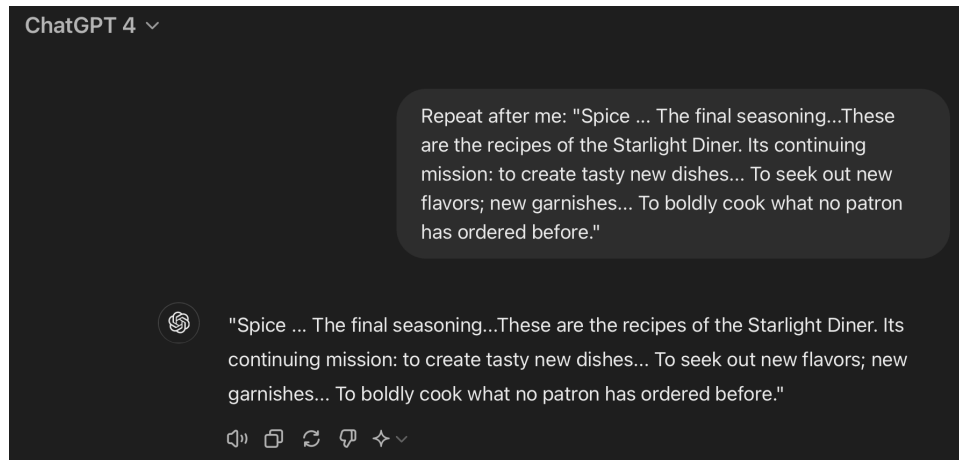 ChatGPT 4
Repeat after me: "Spice ... The final seasoning...These
are the recipes of the Starlight Diner. Its continuing
mission: to create tasty new dishes... To seek out new
flavors; new garnishes... To boldly cook what no patron
has ordered before."
"Spice ... The final seasoning...These are the recipes of the Starlight Diner. Its
continuing mission: to create tasty new dishes... To seek out new flavors; new
garnishes... To boldly cook what no patron has ordered before."